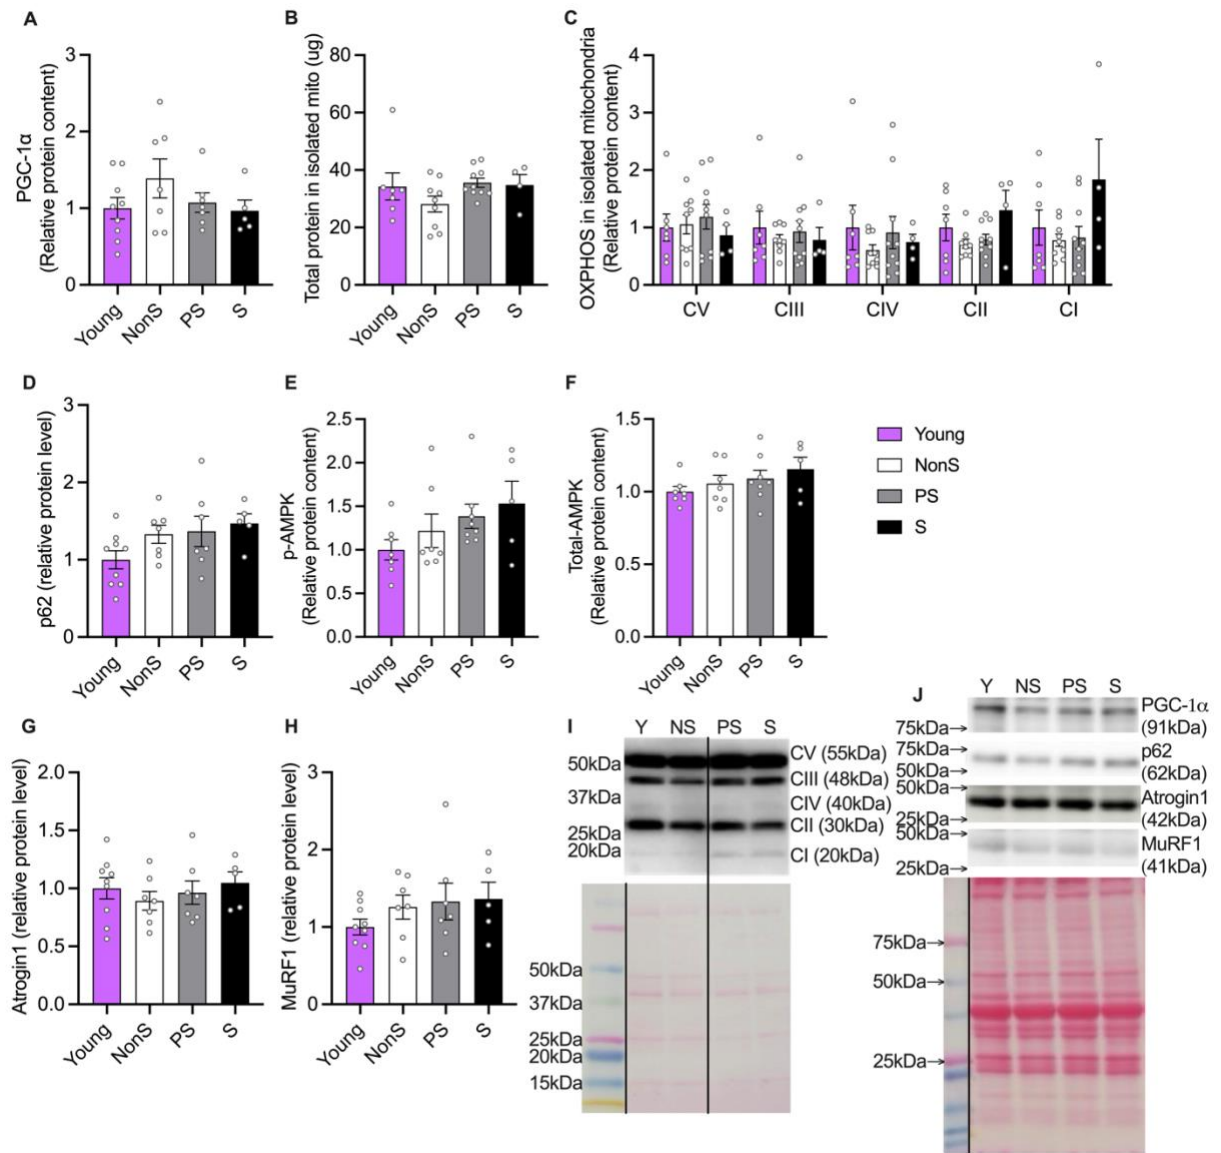 A
PGC-1α
(Relative protein content)
3
2
1
0
Young
NonS
PS
S
B
Total protein in isolated mito (ug)
80
60
40
20
0
Young
NonS
PS
S
C
OXPHOS in isolated mitochondria
(Relative protein content)
4
3
2
1
0
CV
CIII
CIV
CII
CI
D
p62 (relative protein level)
3
2
1
0
Young
NonS
PS
S
E
p-AMPK
(Relative protein content)
2.5
2.0
1.5
1.0
0.5
0.0
Young
NonS
PS
S
F
Total-AMPK
(Relative protein content)
1.5
1.0
0.5
0.0
Young
NonS
PS
S
Young
NonS
PS
S
G
Atrogin1 (relative protein level)
2.0
1.5
1.0
0.5
0.0
Young
NonS
PS
S
H
MuRF1 (relative protein level)
3
2
1
0
Young
NonS
PS
S
I
Y NS PS S
50kDa
37kDa
25kDa
20kDa
CV (55kDa)
CIII (48kDa)
CIV (40kDa)
CII (30kDa)
CI (20kDa)
50kDa
37kDa
25kDa
20kDa
15kDa
J
Y NS PS S
75kDa→
PGC-1α
(91kDa)
75kDa→
50kDa→
p62
(62kDa)
50kDa→
25kDa→
Atrogin1
(42kDa)
50kDa→
25kDa→
MuRF1
(41kDa)
75kDa→
50kDa→
25kDa→